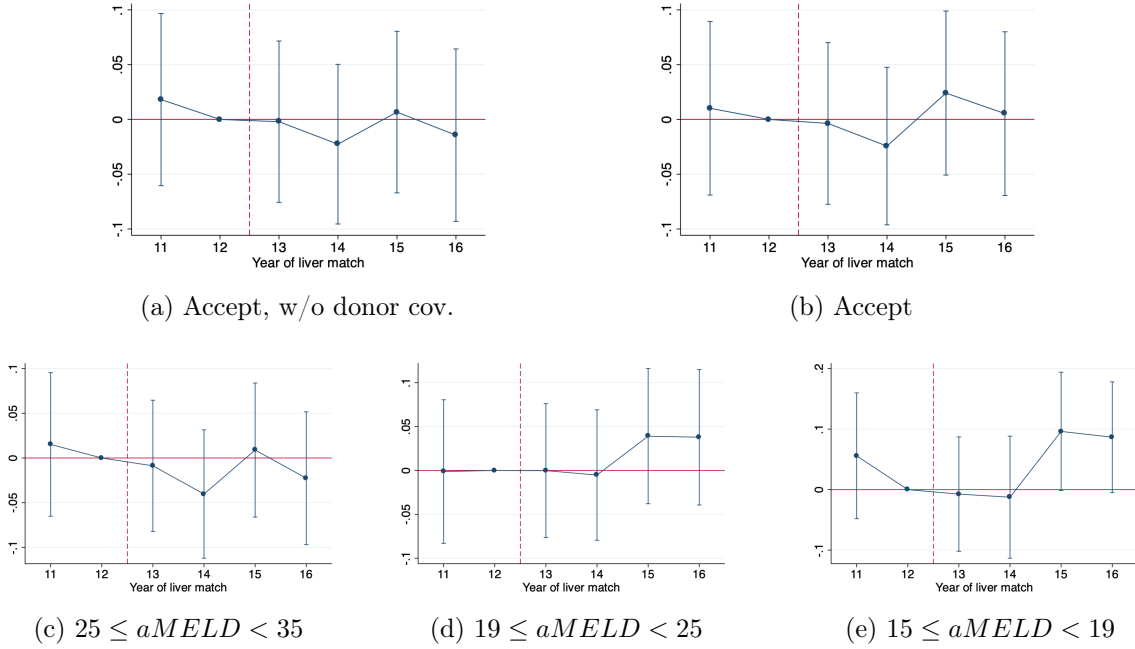 .1
.05
0
-.05
-.1
11 12 13 14 15 16
Year of liver match
(a) Accept, w/o donor cov.
.1
.05
0
-.05
-.1
11 12 13 14 15 16
Year of liver match
(b) Accept
.1
.05
0
-.05
-.1
11 12 13 14 15 16
Year of liver match
(c) 25 ≤ aMELD < 35
.1
.05
0
-.05
-.1
11 12 13 14 15 16
Year of liver match
(d) 19 ≤ aMELD < 25
.2
.1
0
-.1
11 12 13 14 15 16
Year of liver match
(e) 15 ≤ aMELD < 19